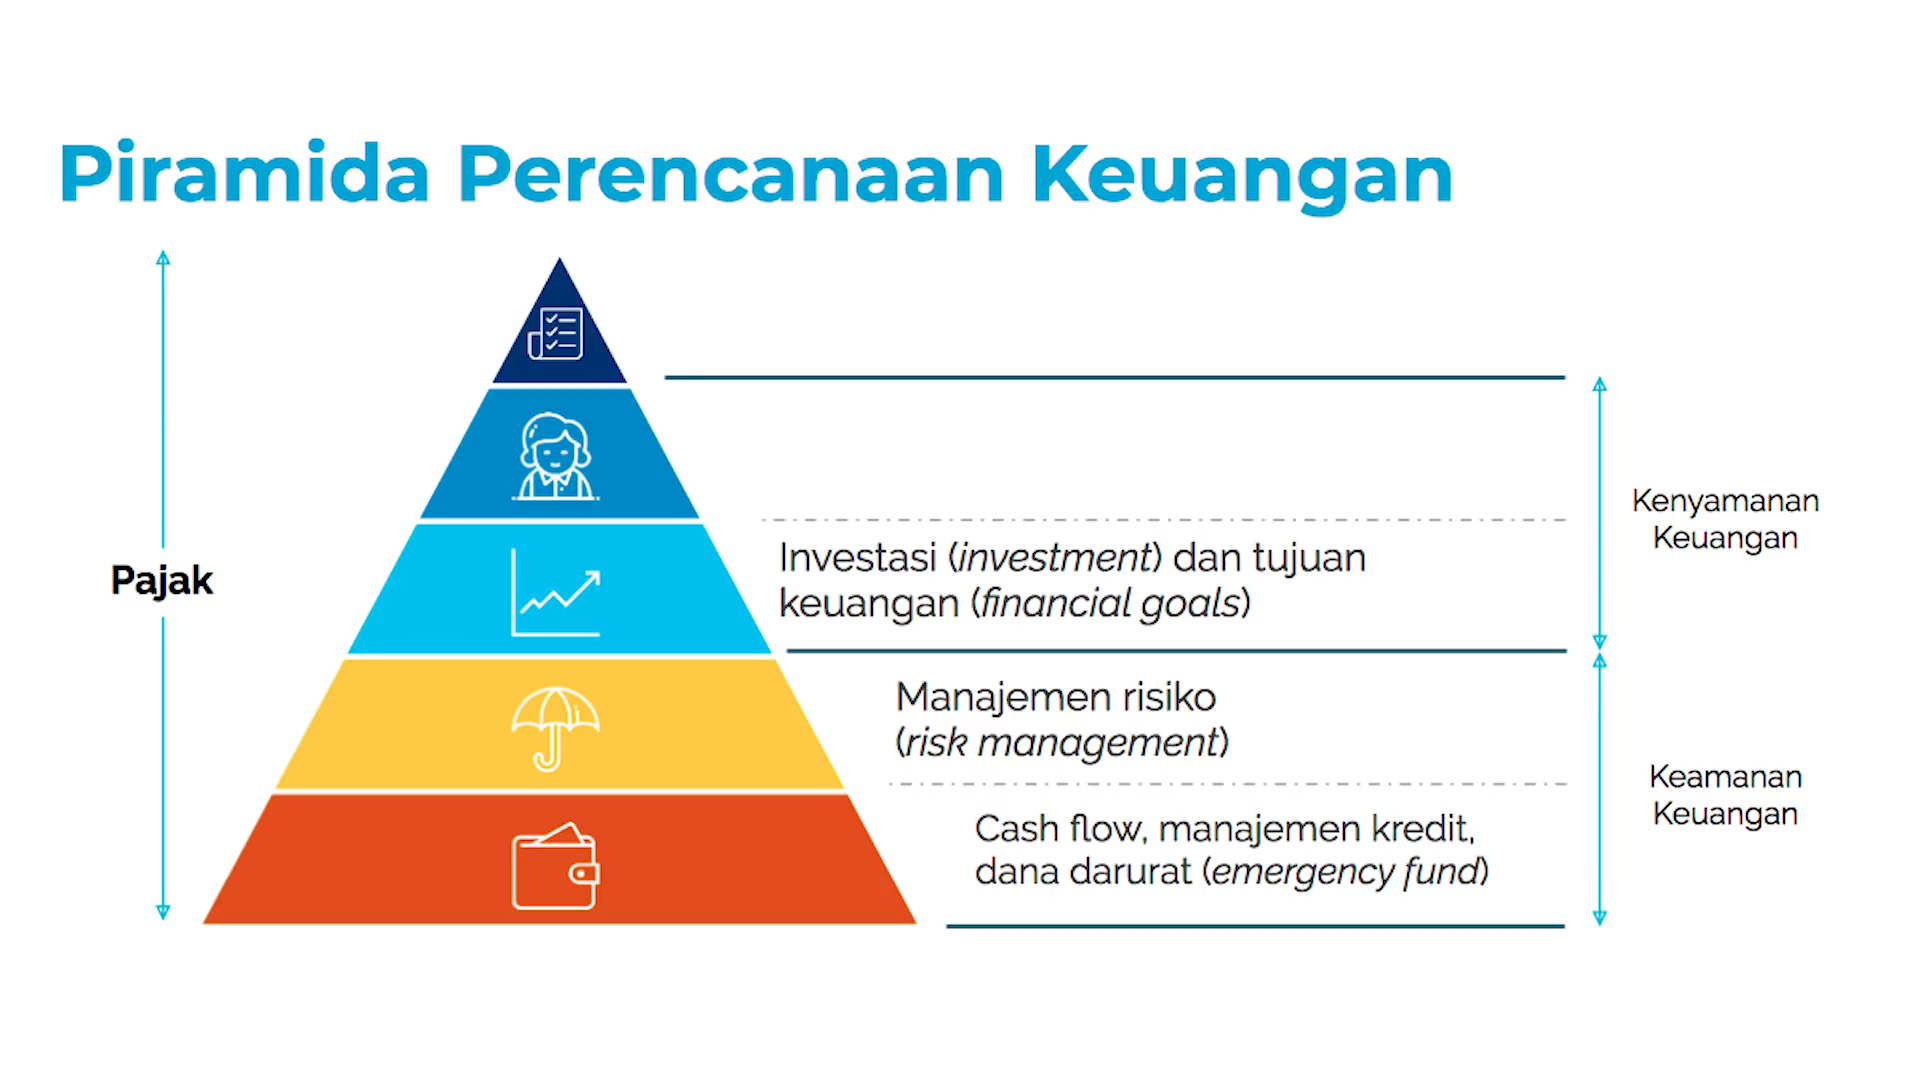 Piramida Perencanaan Keuangan
Pajak
Investasi (investment) dan tujuan
keuangan (financial goals)
Manajemen risiko
(risk management)
Cash flow, manajemen kredit,
dana darurat (emergency fund)
Kenyamanan
Keuangan
Keamanan
Keuangan